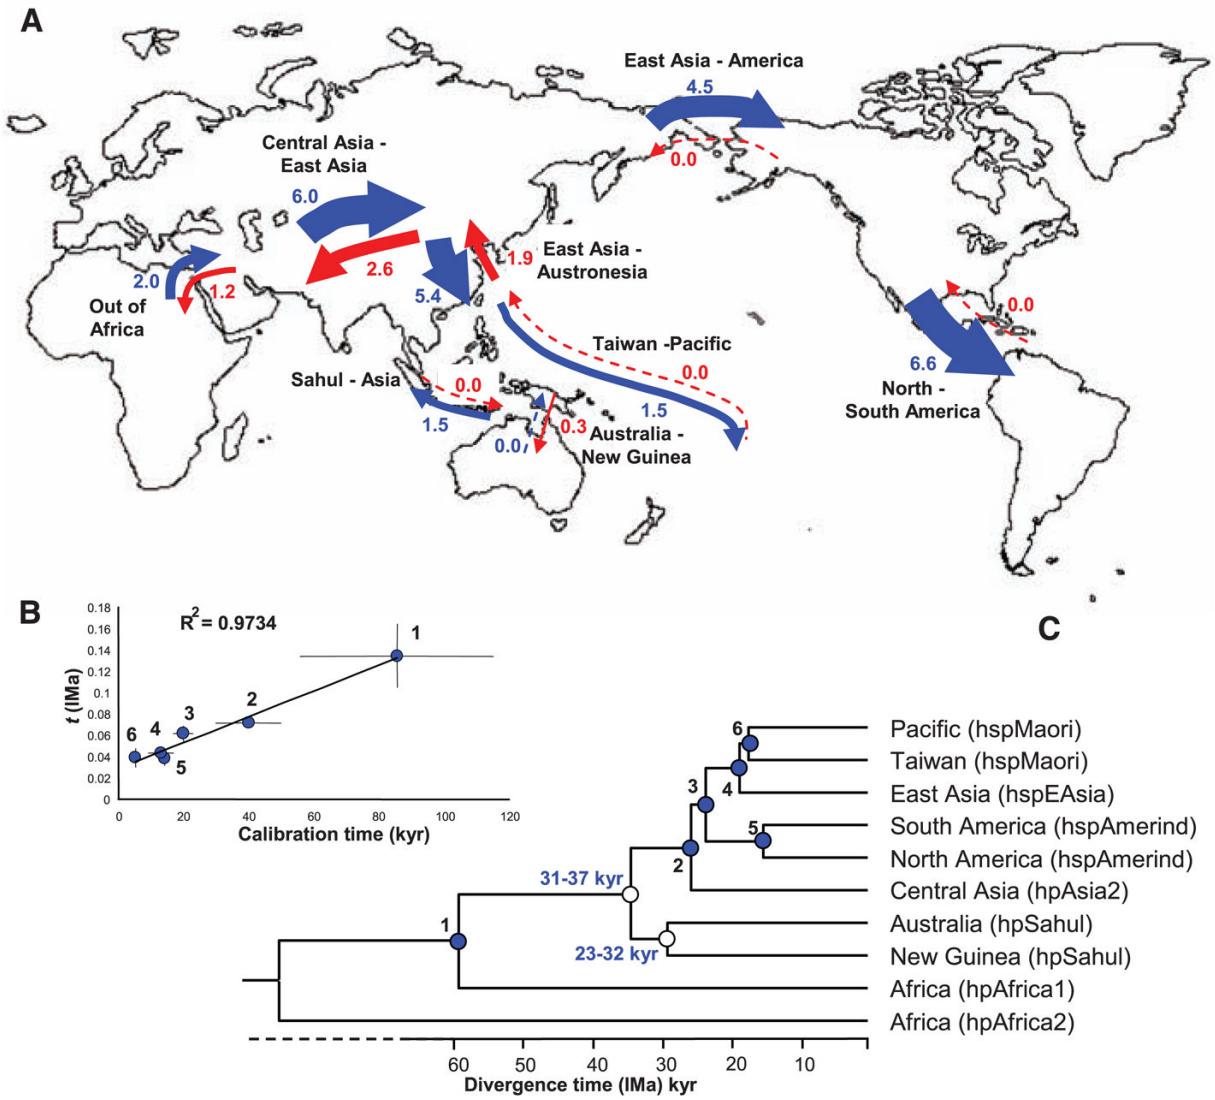 A
East Asia - America
4.5
0.0
Central Asia -
East Asia
6.0
2.6
East Asia -
Austronesia
1.9
5.4
2.0
1.2
Out of
Africa
0.0
Taiwan -Pacific
0.0
1.5
North -
South America
6.6
Sahul - Asia
0.0
1.5
0.3
0.0
Australia -
New Guinea
B
R2 = 0.9734
t (IMa)
0.18
0.16
0.14
0.12
0.1
0.08
0.06
0.04
0.02
0
1
2
3
4
5
6
0 20 40 60 80 100 120
Calibration time (kyr)
C
6
3
4
5
2
1
31-37 kyr
23-32 kyr
Pacific (hspMaori)
Taiwan (hspMaori)
East Asia (hspEAsia)
South America (hspAmerind)
North America (hspAmerind)
Central Asia (hpAsia2)
Australia (hpSahul)
New Guinea (hpSahul)
Africa (hpAfrica1)
Africa (hpAfrica2)
60 50 40 30 20 10
Divergence time (IMa) kyr